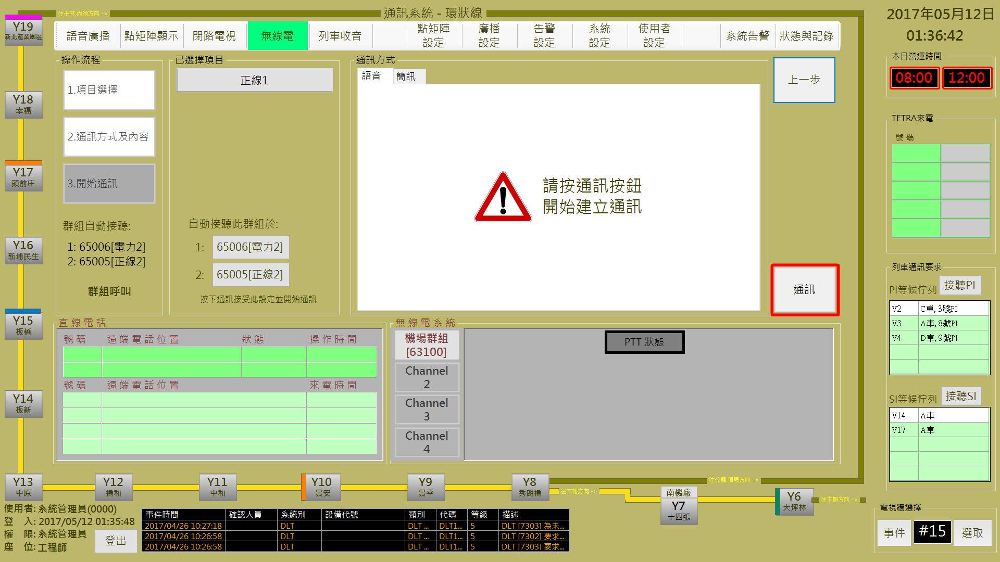 往士林,內湖方向 ->
通訊系統 - 環狀線
2017年05月12日
01:36:42
語音廣播
點矩陣顯示
閉路電視
無線電
列車收音
點矩陣
設定
廣播
設定
告警
設定
系統
設定
使用者
設定
系統告警
狀態與記錄
Y19
新北產業園區
Y18
幸福
Y17
頭前庄
Y16
新埔民生
Y15
板橋
Y14
板新
Y13
中原
操作流程
1.項目選擇
2.通訊方式及內容
3.開始通訊
群組自動接聽:
1: 65006[電力2]
2: 65005[正線2]
群組呼叫
已選擇項目
正線1
自動接聽此群組於:
1: 65006[電力2]
2: 65005[正線2]
按下通訊接受此設定並開始通訊
通訊方式
語音
簡訊
請按通訊按鈕
開始建立通訊
上一步
通訊
本日營運時間
08:00 12:00
TETRA來電
號 碼
列車通訊要求
PI等候佇列 接聽PI
V2 C車, 3號PI
V3 A車, 8號PI
V4 D車, 9號PI
SI等候佇列 接聽SI
V14 A車
V17 A車
直 線 電 話
號 碼 遠 端 電 話 位 置 狀 態 操 作 時 間
號 碼 遠 端 電 話 位 置 來 電 時 間
無 線 電 系 統
機場群組
[63100]
Channel
2
Channel
3
Channel
4
PTT 狀態
Y12
橋和
Y11
中和
Y10
景安
Y9
景平
Y8
秀朗橋
往公館,信義方向 ->
往木柵方向 ->
南機廠
Y7
十四張
Y6
大坪林
往木柵方向 ->
使用者: 系統管理員(0000)
登 入: 2017/05/12 01:35:48
權 限: 系統管理員
座 位: 工程師
登出
事件時間 確認人員 系統別 設備代號 類別 代碼 等級 描述
2017/04/26 10:27:18 DLT DLT ... DLT1... 5 DLT [7303] 為未...
2017/04/26 10:26:58 DLT DLT ... DLT1... 5 DLT [7302] 要求...
2017/04/26 10:26:58 DLT DLT ... DLT1... 5 DLT [7303] 要求...
電視牆選擇
事件 #15 選取